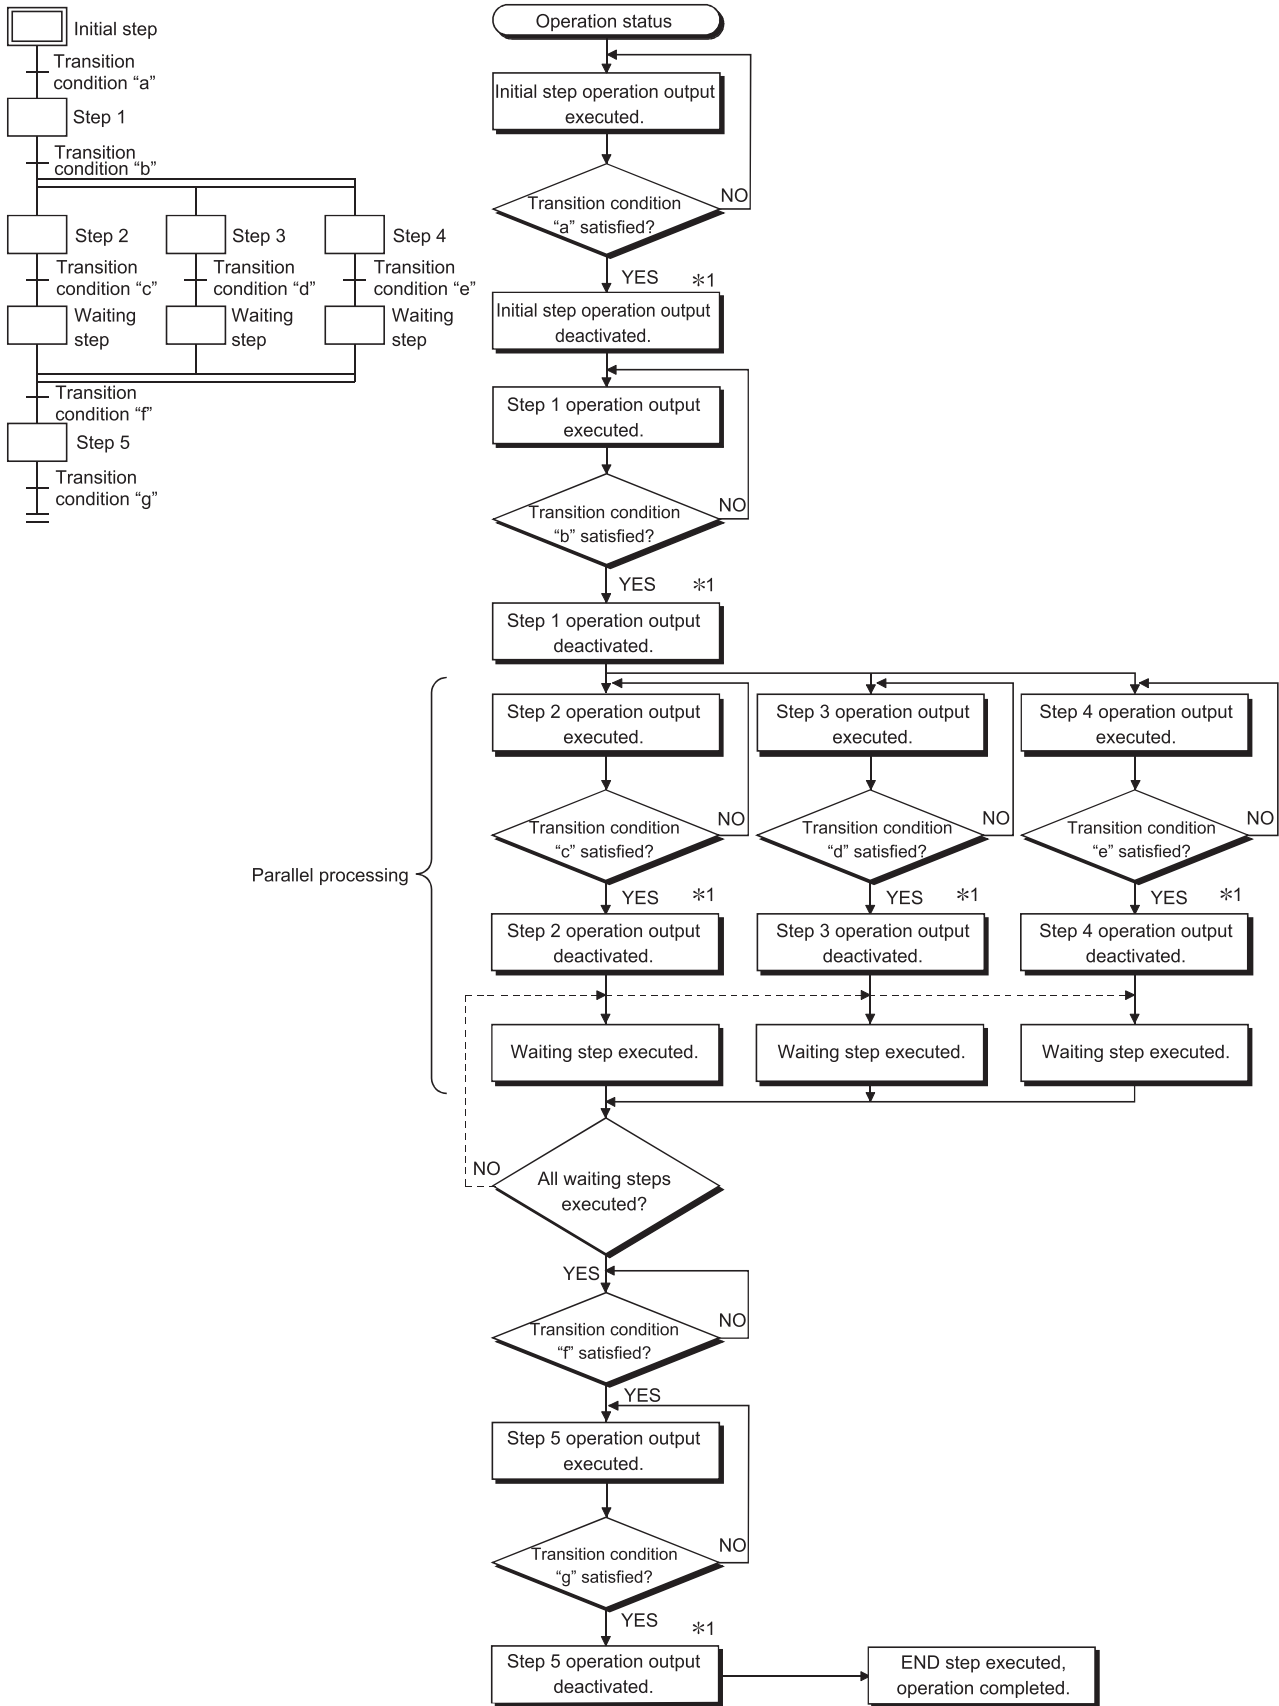 Initial step
Transition
condition “a”
Step 1
Transition
condition “b”
Step 2
Step 3
Step 4
Transition
condition “c”
Transition
condition “d”
Transition
condition “e”
Waiting
step
Waiting
step
Waiting
step
Transition
condition “f”
Step 5
Transition
condition “g”
Operation status
Initial step operation output
executed.
Transition condition
“a” satisfied?
NO
YES
*1
Initial step operation output
deactivated.
Step 1 operation output
executed.
Transition condition
“b” satisfied?
NO
YES
*1
Step 1 operation output
deactivated.
Parallel processing
Step 2 operation output
executed.
Step 3 operation output
executed.
Step 4 operation output
executed.
Transition condition
“c” satisfied?
NO
Transition condition
“d” satisfied?
NO
Transition condition
“e” satisfied?
NO
YES
*1
YES
*1
YES
*1
Step 2 operation output
deactivated.
Step 3 operation output
deactivated.
Step 4 operation output
deactivated.
Waiting step executed.
Waiting step executed.
Waiting step executed.
NO
All waiting steps
executed?
YES
Transition condition
“f” satisfied?
NO
YES
Step 5 operation output
executed.
Transition condition
“g” satisfied?
NO
YES
*1
Step 5 operation output
deactivated.
END step executed,
operation completed.